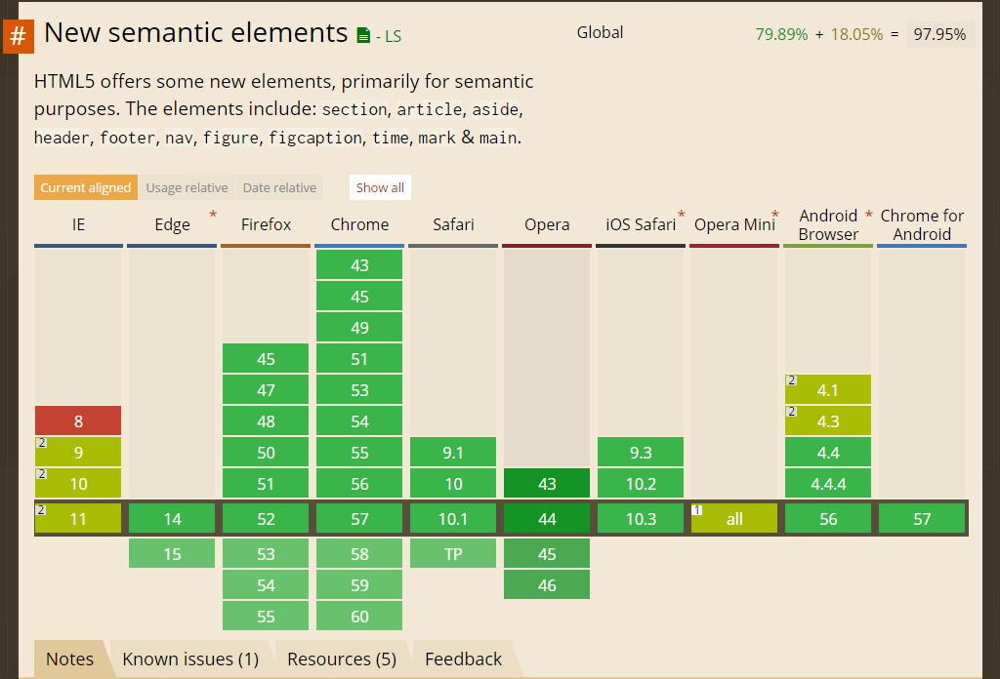 # New semantic elements - LS
Global
79.89% + 18.05% = 97.95%
HTML5 offers some new elements, primarily for semantic
purposes. The elements include: section, article, aside,
header, footer, nav, figure, figcaption, time, mark & main.
Current aligned Usage relative Date relative Show all
IE Edge * Firefox Chrome Safari Opera iOS Safari * Opera Mini * Android Browser * Chrome for Android
43
45
49
45 51
47 53 2 4.1
8 48 54 2 4.3
2 9 50 55 9.1 9.3 4.4
2 10 51 56 10 43 10.2 4.4.4
2 11 14 52 57 10.1 44 10.3 1 all 56 57
15 53 58 TP 45
54 59 46
55 60
Notes Known issues (1) Resources (5) Feedback